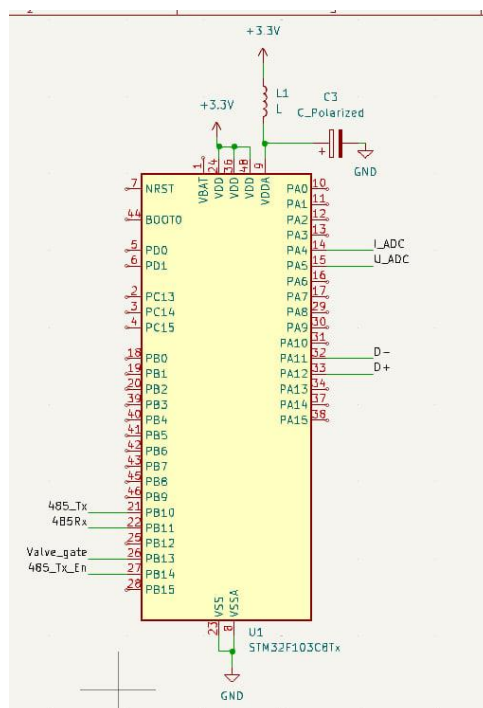 2
3
+3.3V
L1
L
C3
C_Polarized
+3.3V
+
GND
1
24
36
48
9
VBAT
VDD
VDD
VDD
VDDA
7 NRST
44 BOOT0
5 PD0
6 PD1
2 PC13
3 PC14
4 PC15
18 PB0
19 PB1
20 PB2
39 PB3
40 PB4
41 PB5
42 PB6
43 PB7
45 PB8
46 PB9
485_Tx 21 PB10
485Rx 22 PB11
25 PB12
Valve_gate 26 PB13
485_Tx_En 27 PB14
28 PB15
PA0 10
PA1 11
PA2 12
PA3 13
PA4 14 I_ADC
PA5 15 U_ADC
PA6 16
PA7 17
PA8 29
PA9 30
PA10 31
PA11 32 D-
PA12 33 D+
PA13 34
PA14 37
PA15 38
VSS
VSSA
23
8
U1
STM32F103C8Tx
GND